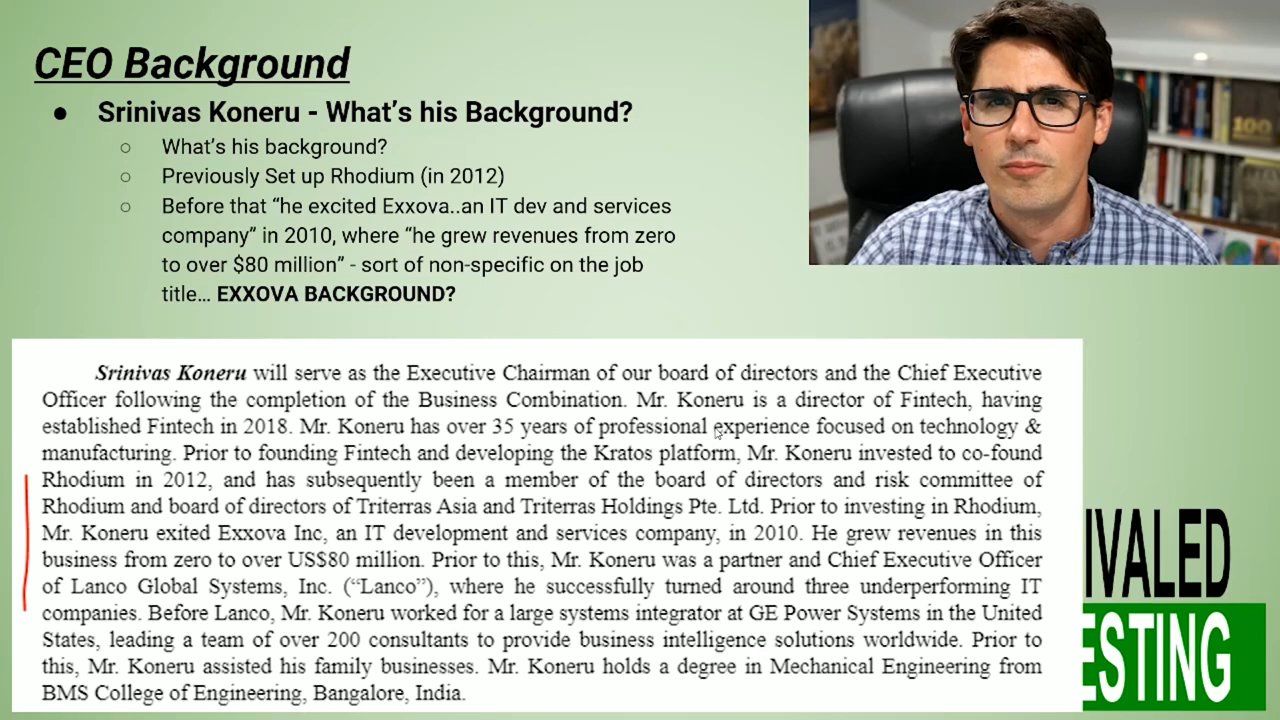 CEO Background
● Srinivas Koneru - What's his Background?
○ What's his background?
○ Previously Set up Rhodium (in 2012)
○ Before that “he excited Exxova..an IT dev and services
company” in 2010, where “he grew revenues from zero
to over $80 million” - sort of non-specific on the job
title... EXXOVA BACKGROUND?
Srinivas Koneru will serve as the Executive Chairman of our board of directors and the Chief Executive
Officer following the completion of the Business Combination. Mr. Koneru is a director of Fintech, having
established Fintech in 2018. Mr. Koneru has over 35 years of professional experience focused on technology &
manufacturing. Prior to founding Fintech and developing the Kratos platform, Mr. Koneru invested to co-found
Rhodium in 2012, and has subsequently been a member of the board of directors and risk committee of
Rhodium and board of directors of Triterras Asia and Triterras Holdings Pte. Ltd. Prior to investing in Rhodium,
Mr. Koneru exited Exxova Inc, an IT development and services company, in 2010. He grew revenues in this
business from zero to over US$80 million. Prior to this, Mr. Koneru was a partner and Chief Executive Officer
of Lanco Global Systems, Inc. (“Lanco”), where he successfully turned around three underperforming IT
companies. Before Lanco, Mr. Koneru worked for a large systems integrator at GE Power Systems in the United
States, leading a team of over 200 consultants to provide business intelligence solutions worldwide. Prior to
this, Mr. Koneru assisted his family businesses. Mr. Koneru holds a degree in Mechanical Engineering from
BMS College of Engineering, Bangalore, India.
IVALED
ESTING
100